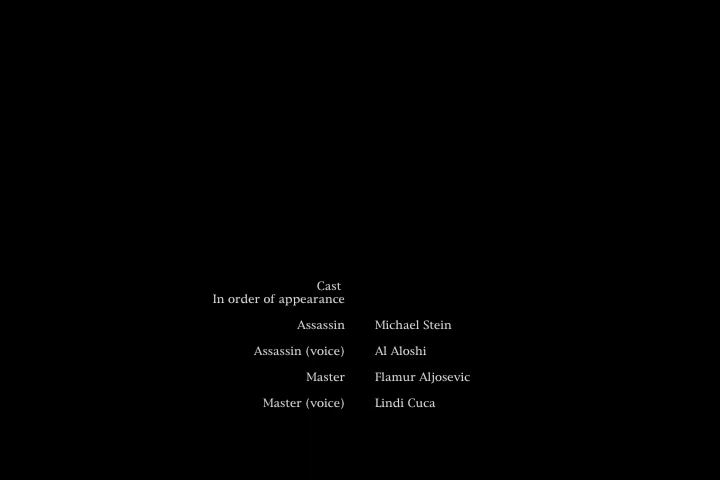 Cast
In order of appearance
Assassin Michael Stein
Assassin (voice) Al Aloshi
Master Flamur Aljosevic
Master (voice) Lindi Cuca